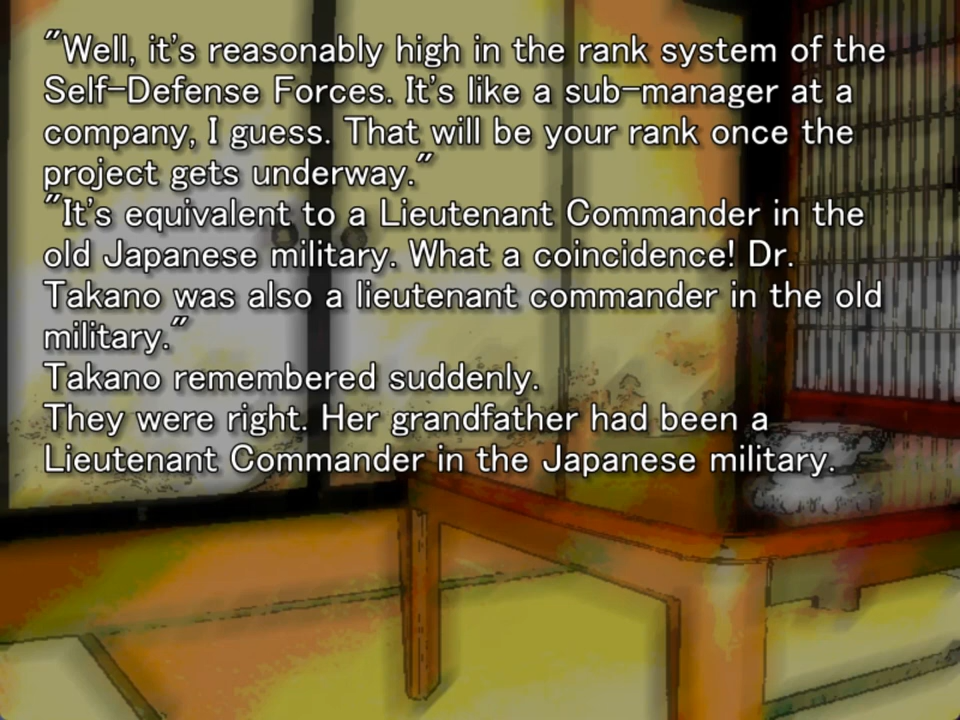 "Well, it's reasonably high in the rank system of the
Self-Defense Forces. It's like a sub-manager at a
company, I guess. That will be your rank once the
project gets underway."
"It's equivalent to a Lieutenant Commander in the
old Japanese military. What a coincidence! Dr.
Takano was also a lieutenant commander in the old
military."
Takano remembered suddenly.
They were right. Her grandfather had been a
Lieutenant Commander in the Japanese military.